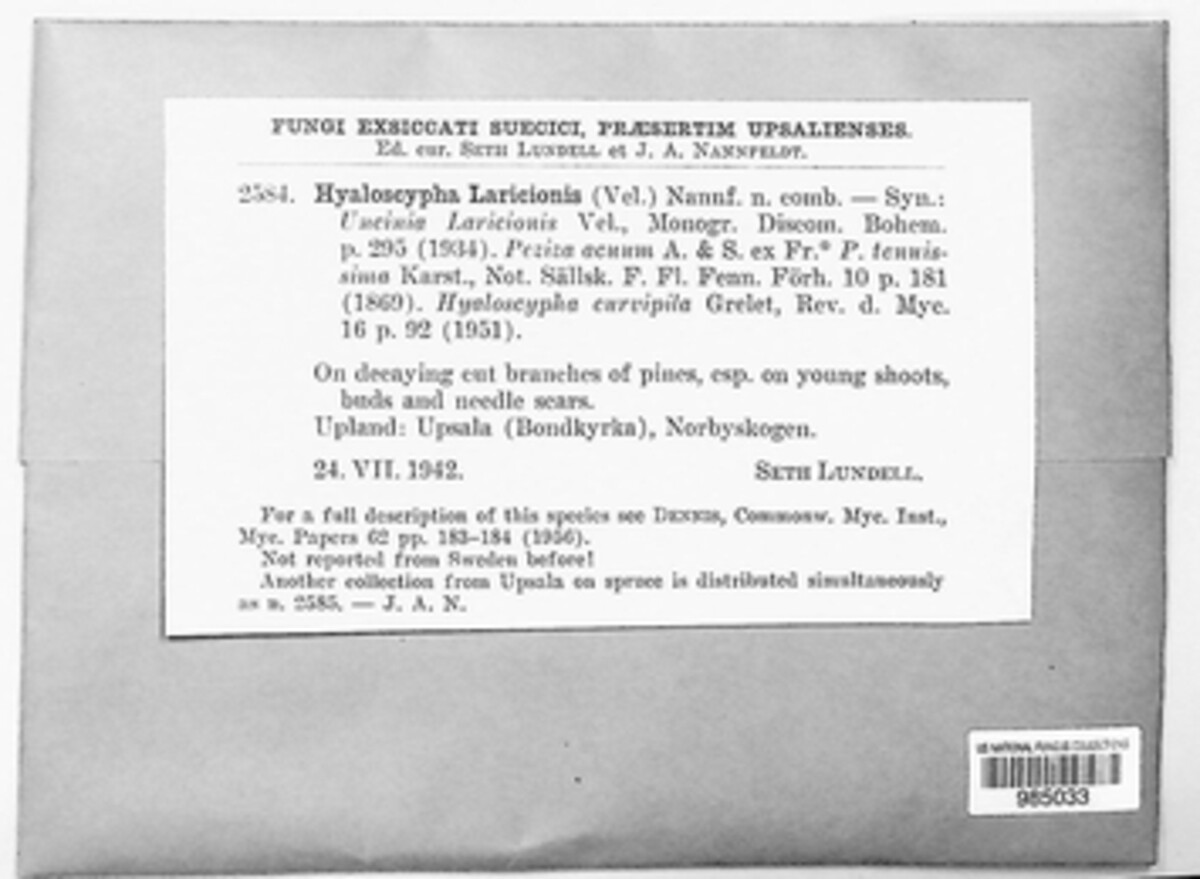 FUNGI EXSICCATI SUECICI, PRÆSERTIM UPSALIENSES.
Ed. cur. SETH LUNDELL et J. A. NANNFELDT.
2584. Hyaloscypha Laricionis (Vel.) Nannf. n. comb. — Syn.:
Uncinia Laricionis Vel., Monogr. Discom. Bohem.
p. 295 (1934). Peziza acuum A. & S. ex Fr.* P. tenuis-
sima Karst., Not. Sällsk. F. Fl. Fenn. Förh. 10 p. 181
(1869). Hyaloscypha curvipila Grelet, Rev. d. Myc.
16 p. 92 (1951).
On decaying cut branches of pines, esp. on young shoots,
buds and needle scars.
Upland: Upsala (Bondkyrka), Norbyskogen.
24. VII. 1942. SETH LUNDELL.
For a full description of this species see DENNIS, Commonw. Myc. Inst.,
Myc. Papers 62 pp. 183–184 (1956).
Not reported from Sweden before!
Another collection from Upsala on spruce is distributed simultaneously
as n. 2585. — J. A. N.
US NATIONAL FUNGUS COLLECTIONS
985033